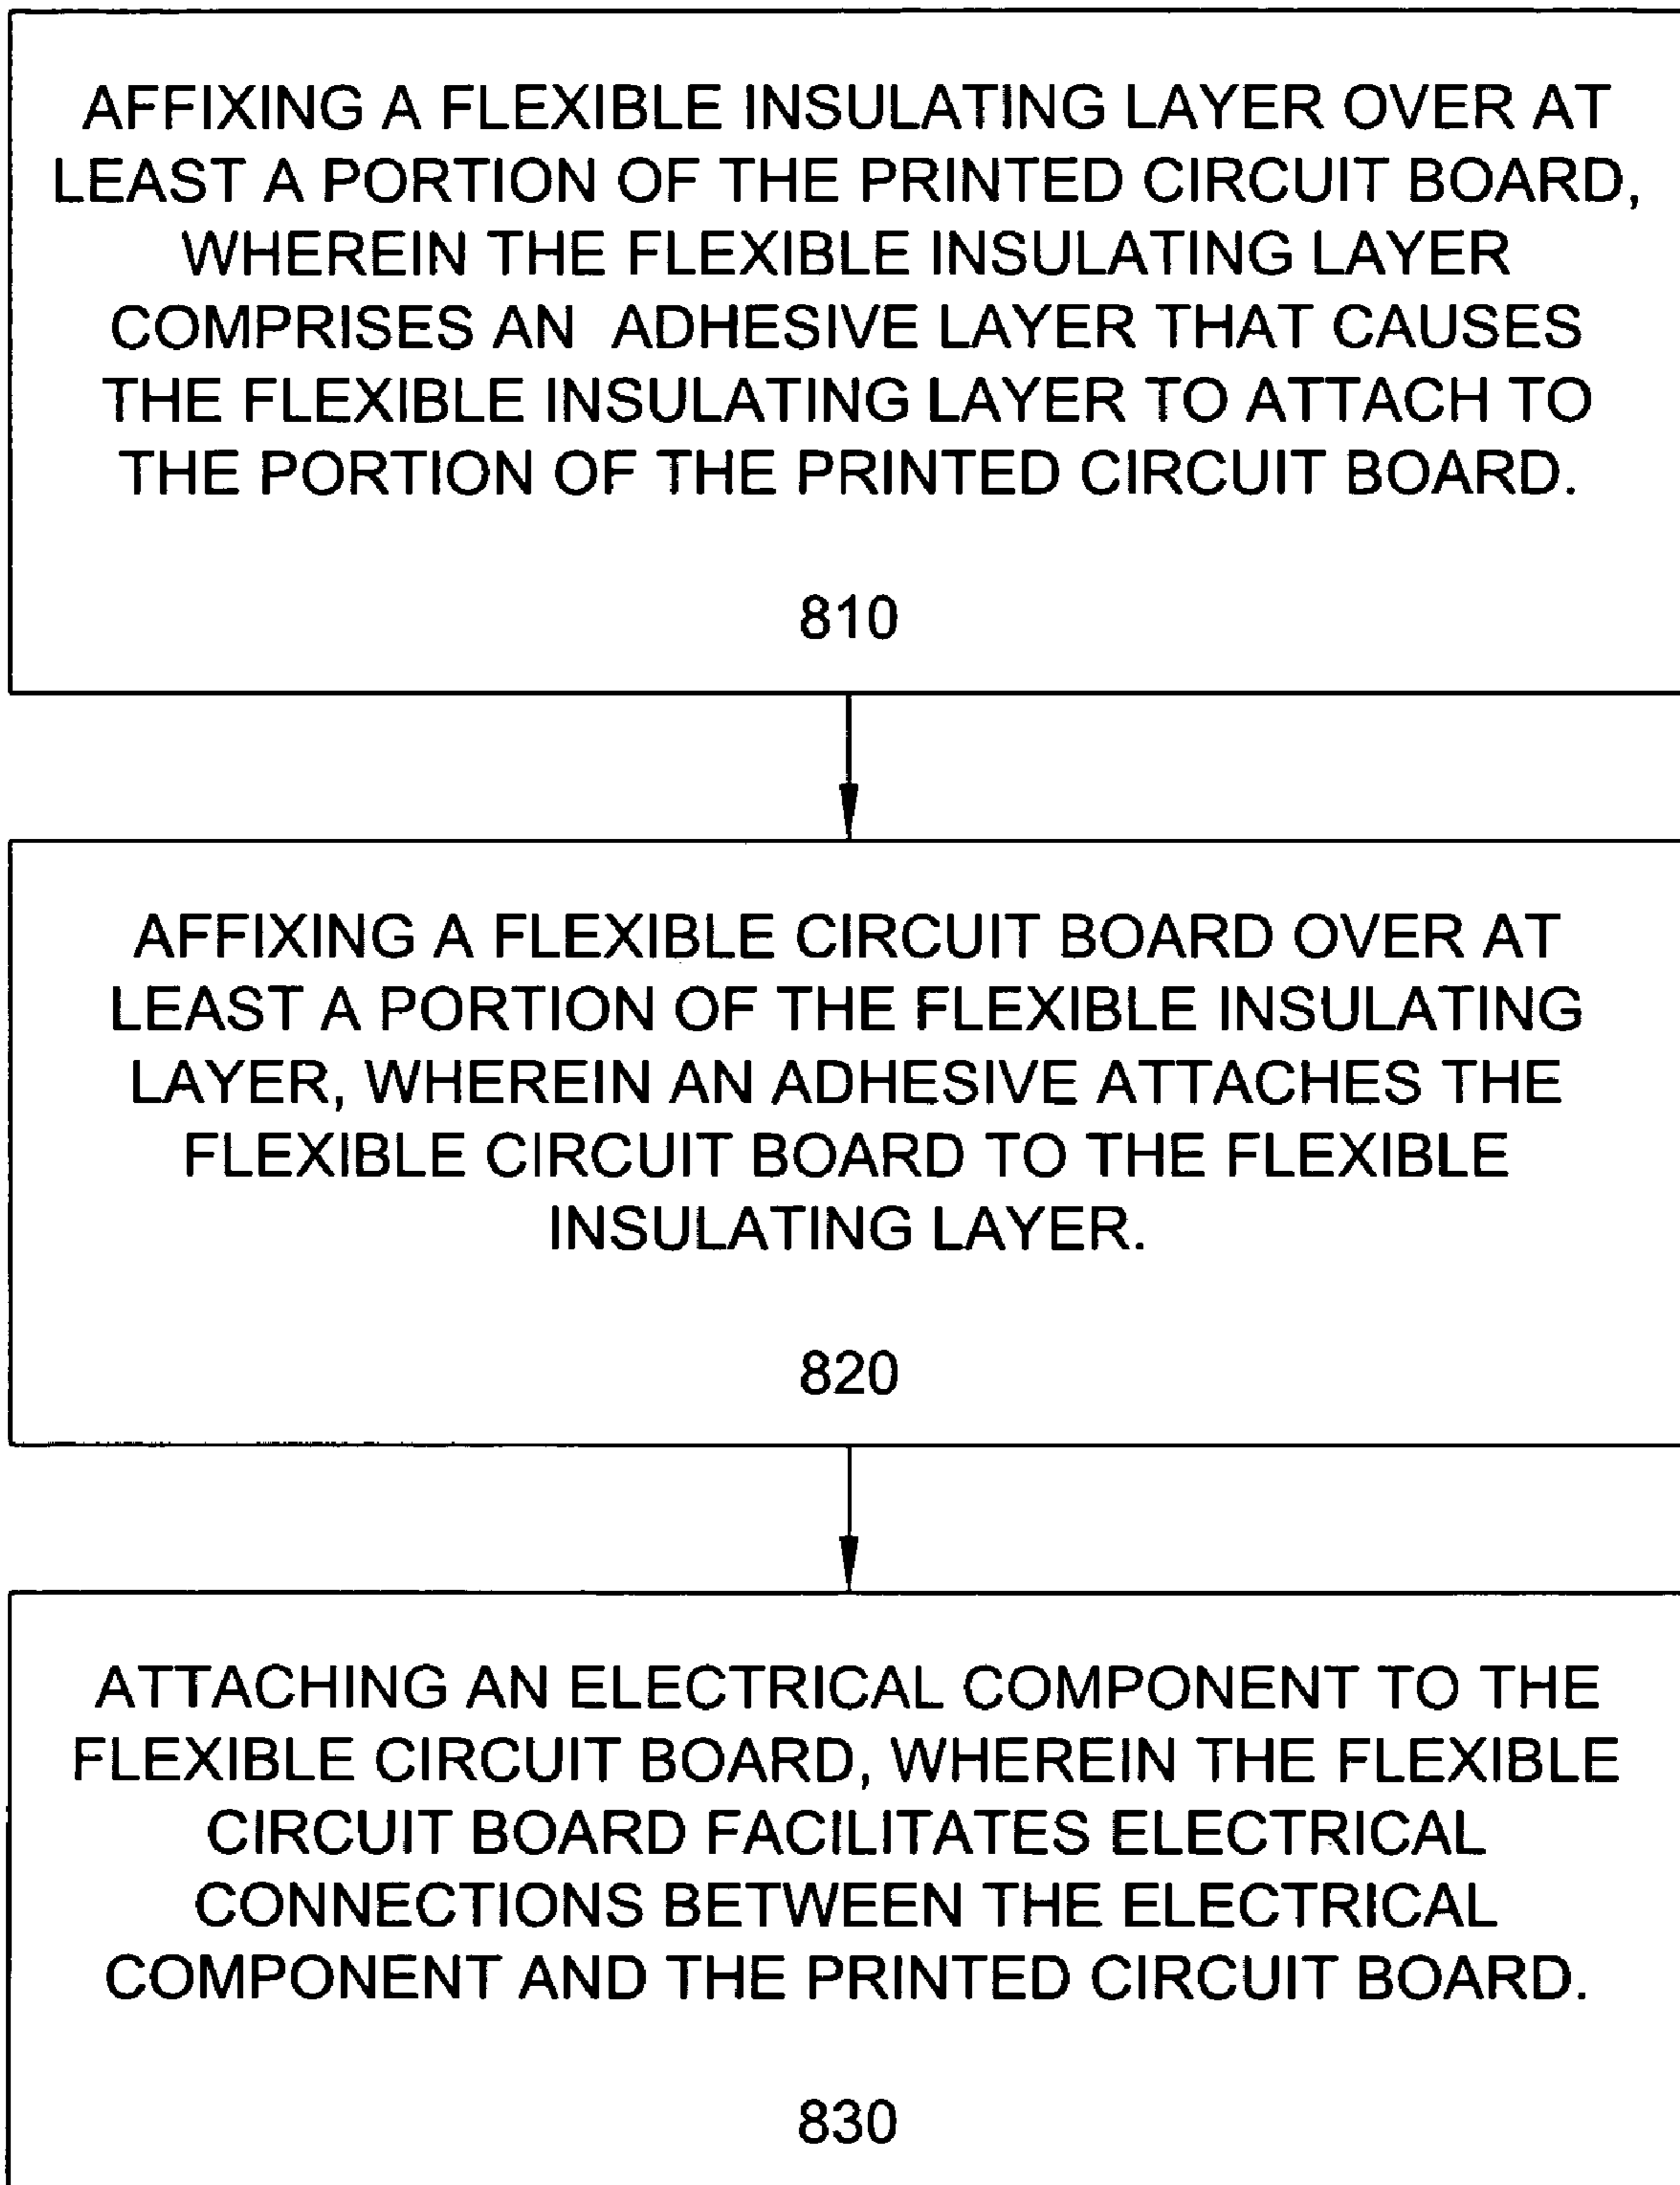 AFFIXING A FLEXIBLE INSULATING LAYER OVER AT
LEAST A PORTION OF THE PRINTED CIRCUIT BOARD,
WHEREIN THE FLEXIBLE INSULATING LAYER
COMPRISES AN ADHESIVE LAYER THAT CAUSES
THE FLEXIBLE INSULATING LAYER TO ATTACH TO
THE PORTION OF THE PRINTED CIRCUIT BOARD.
810
AFFIXING A FLEXIBLE CIRCUIT BOARD OVER AT
LEAST A PORTION OF THE FLEXIBLE INSULATING
LAYER, WHEREIN AN ADHESIVE ATTACHES THE
FLEXIBLE CIRCUIT BOARD TO THE FLEXIBLE
INSULATING LAYER.
820
ATTACHING AN ELECTRICAL COMPONENT TO THE
FLEXIBLE CIRCUIT BOARD, WHEREIN THE FLEXIBLE
CIRCUIT BOARD FACILITATES ELECTRICAL
CONNECTIONS BETWEEN THE ELECTRICAL
COMPONENT AND THE PRINTED CIRCUIT BOARD.
830